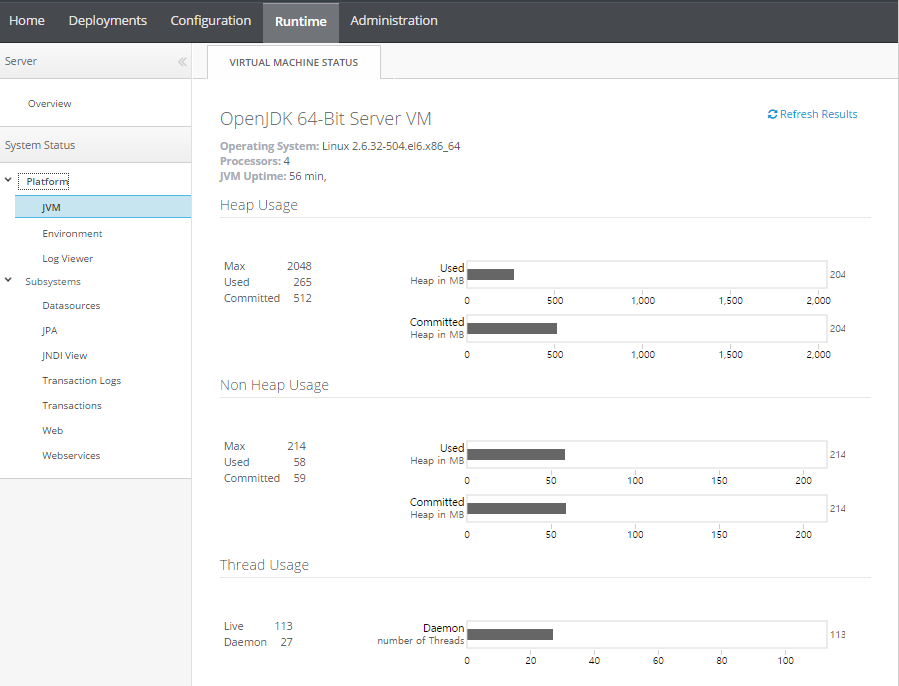 Home Deployments Configuration Runtime Administration
Server «
VIRTUAL MACHINE STATUS
Overview
System Status
Platform
JVM
Environment
Log Viewer
Subsystems
Datasources
JPA
JNDI View
Transaction Logs
Transactions
Web
Webservices
OpenJDK 64-Bit Server VM
Refresh Results
Operating System: Linux 2.6.32-504.el6.x86_64
Processors: 4
JVM Uptime: 56 min,
Heap Usage
Max 2048
Used 265
Committed 512
Used
Heap in MB
204
0 500 1,000 1,500 2,000
Committed
Heap in MB
204
0 500 1,000 1,500 2,000
Non Heap Usage
Max 214
Used 58
Committed 59
Used
Heap in MB
214
0 50 100 150 200
Committed
Heap in MB
214
0 50 100 150 200
Thread Usage
Live 113
Daemon 27
Daemon
number of Threads
113
0 20 40 60 80 100